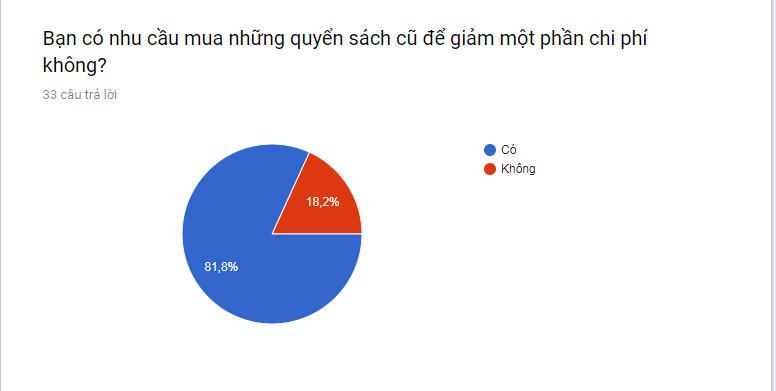 Bạn có nhu cầu mua những quyển sách cũ để giảm một phần chi phí
không?
33 câu trả lời
Có
Không
18,2%
81,8%